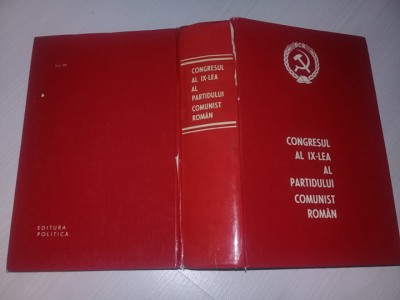 CONGRESUL
AL IX-LEA
AL
PARTIDULUI
COMUNIST
ROMÂN
CONGRESUL
AL IX-LEA
AL
PARTIDULUI
COMUNIST
ROMÂN
EDITURA
POLITICA